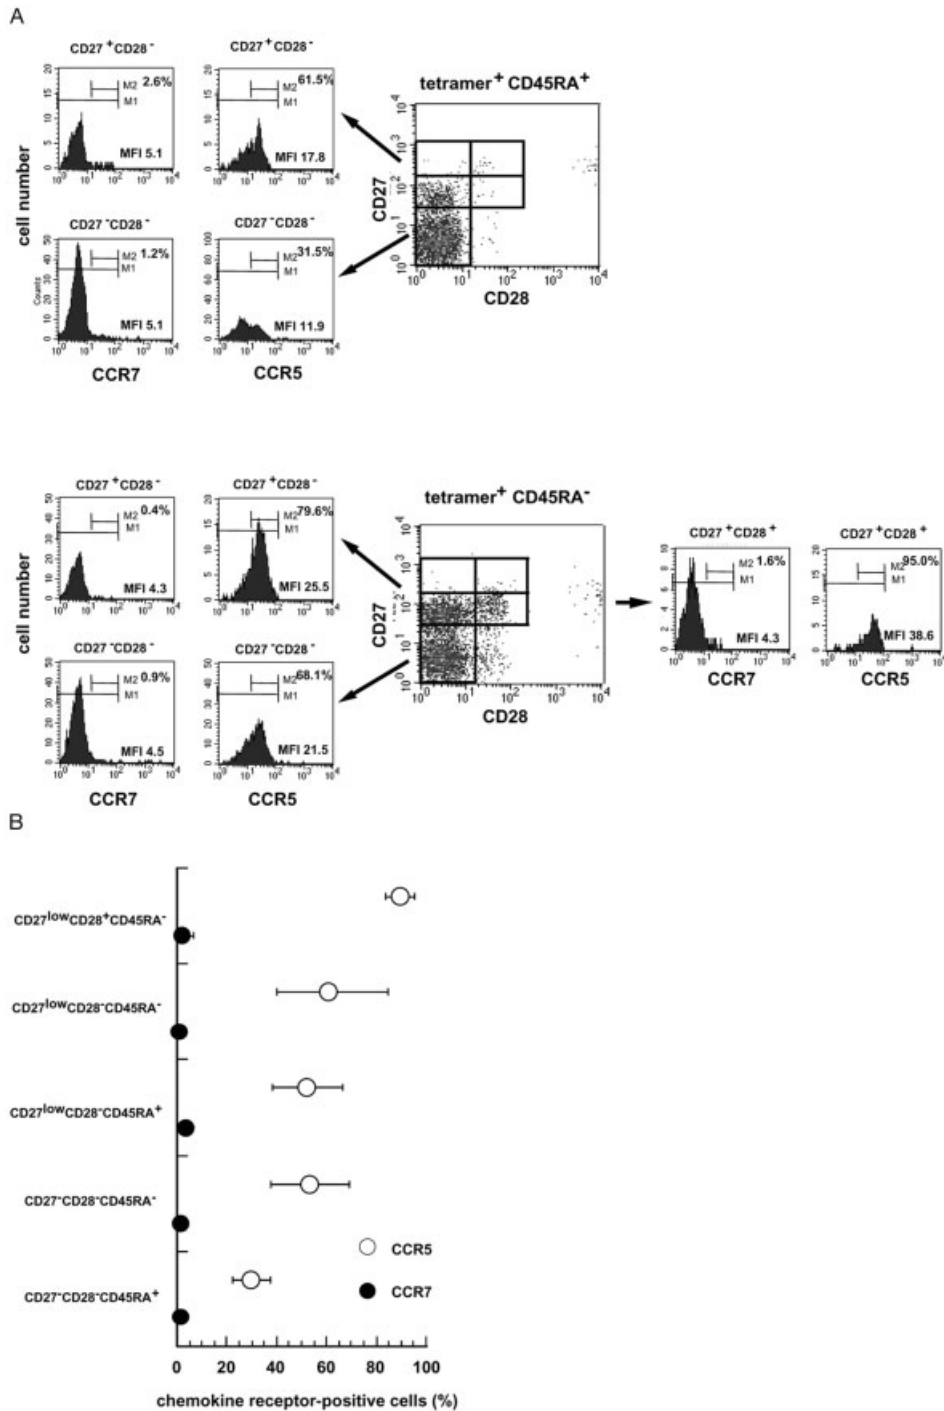 A
CD27 + CD28 -
CD27 + CD28 -
M2 2.6%
M1
MFI 5.1
M2 61.5%
M1
MFI 17.8
tetramer+ CD45RA+
CD27
CD28
cell number
CD27 - CD28 -
CD27 - CD28 -
M2 1.2%
M1
Counts
MFI 5.1
M2 31.5%
M1
MFI 11.9
CCR7
CCR5
CD27 + CD28 -
CD27 + CD28 -
M2 0.4%
M1
MFI 4.3
M2 79.6%
M1
MFI 25.5
tetramer+ CD45RA-
CD27
CD28
CD27 + CD28 +
CD27 + CD28 +
M2 1.6%
M1
MFI 4.3
M2 95.0%
M1
MFI 38.6
CCR7
CCR5
cell number
CD27 - CD28 -
CD27 - CD28 -
M2 0.9%
M1
MFI 4.5
M2 68.1%
M1
MFI 21.5
CCR7
CCR5
B
CD27lowCD28+CD45RA-
CD27lowCD28-CD45RA-
CD27lowCD28-CD45RA+
CD27-CD28-CD45RA-
CD27-CD28-CD45RA+
CCR5
CCR7
0 20 40 60 80 100
chemokine receptor-positive cells (%)